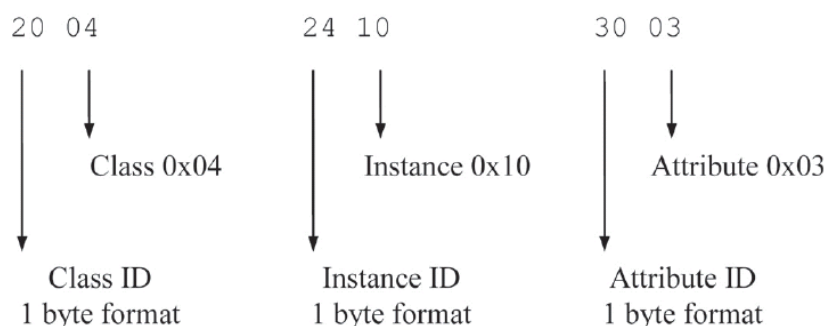 20 04 24 10 30 03
Class 0x04 Instance 0x10 Attribute 0x03
Class ID Instance ID Attribute ID
1 byte format 1 byte format 1 byte format